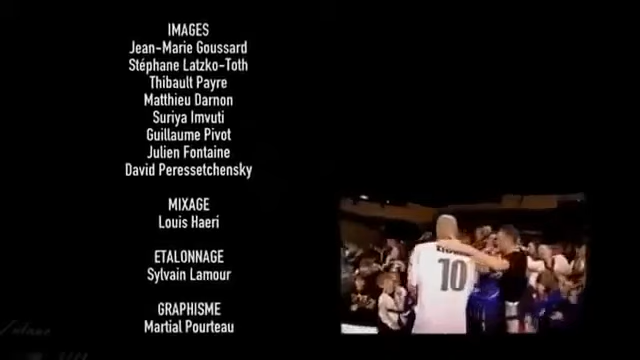 IMAGES
Jean-Marie Goussard
Stéphane Latzko-Toth
Thibault Payre
Matthieu Darnon
Suriya Imvuti
Guillaume Pivot
Julien Fontaine
David Peressetchensky
MIXAGE
Louis Haeri
ETALONNAGE
Sylvain Lamour
GRAPHISME
Martial Pourteau
10